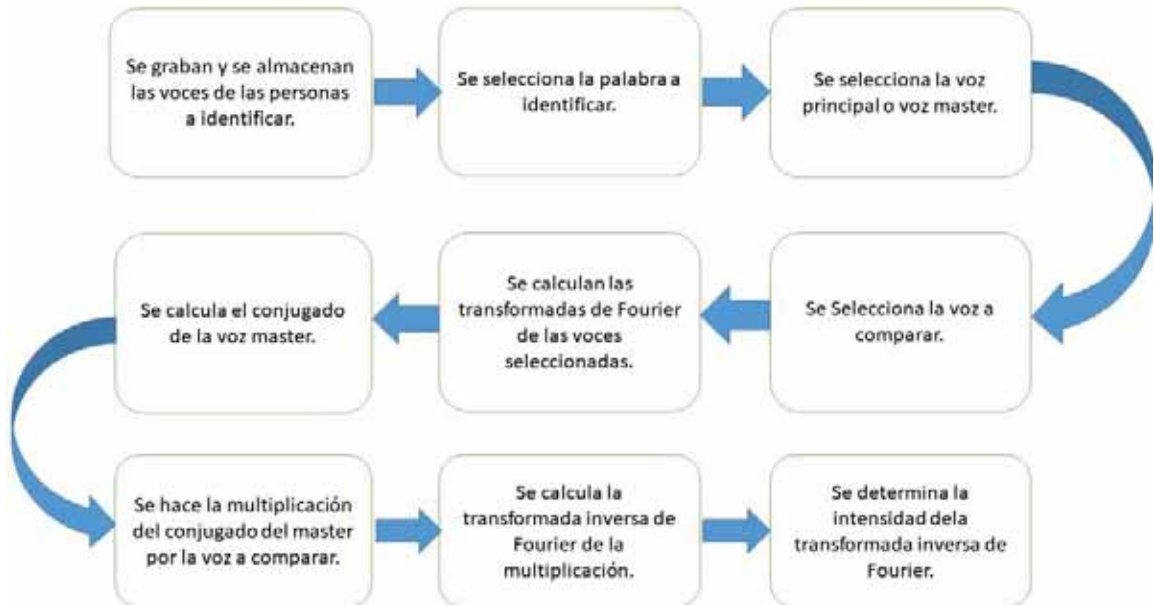 Se graban y se almacenan
las voces de las personas
a identificar.
Se selecciona la palabra a
identificar.
Se selecciona la voz
principal o voz master.
Se Selecciona la voz a
comparar.
Se calculan las
transformadas de Fourier
de las voces
seleccionadas.
Se calcula el conjugado
de la voz master.
Se hace la multiplicación
del conjugado del master
por la voz a comparar.
Se calcula la
transformada inversa de
Fourier de la
multiplicación.
Se determina la
intensidad dela
transformada inversa de
Fourier.